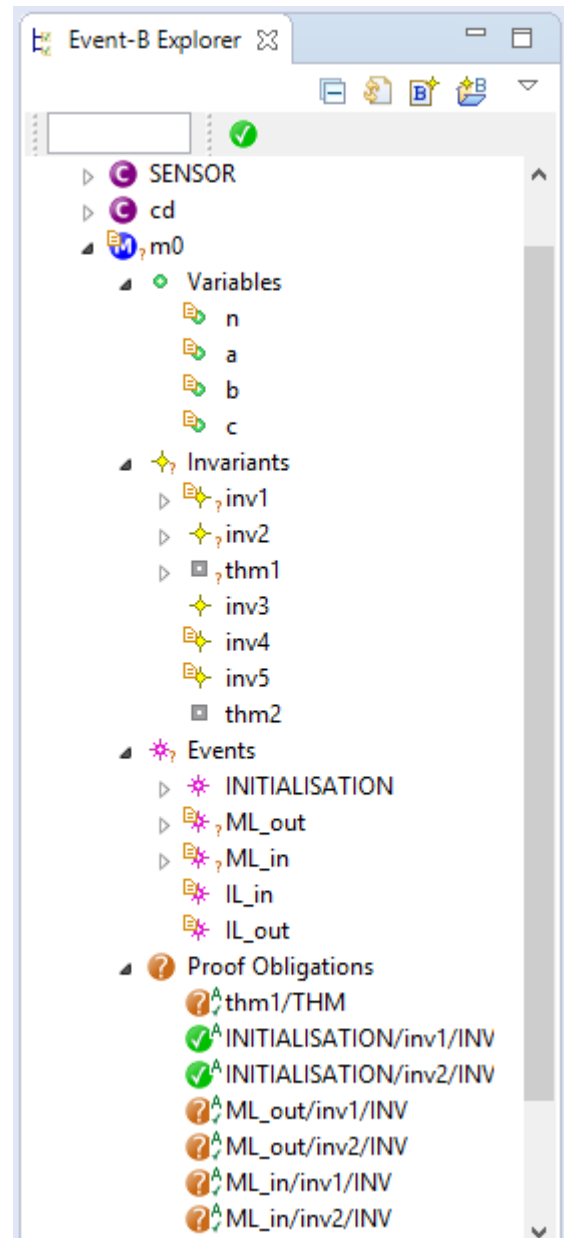 Event-B Explorer
SENSOR
cd
m0
Variables
n
a
b
c
Invariants
inv1
inv2
thm1
inv3
inv4
inv5
thm2
Events
INITIALISATION
ML_out
ML_in
IL_in
IL_out
Proof Obligations
thm1/THM
INITIALISATION/inv1/INV
INITIALISATION/inv2/INV
ML_out/inv1/INV
ML_out/inv2/INV
ML_in/inv1/INV
ML_in/inv2/INV